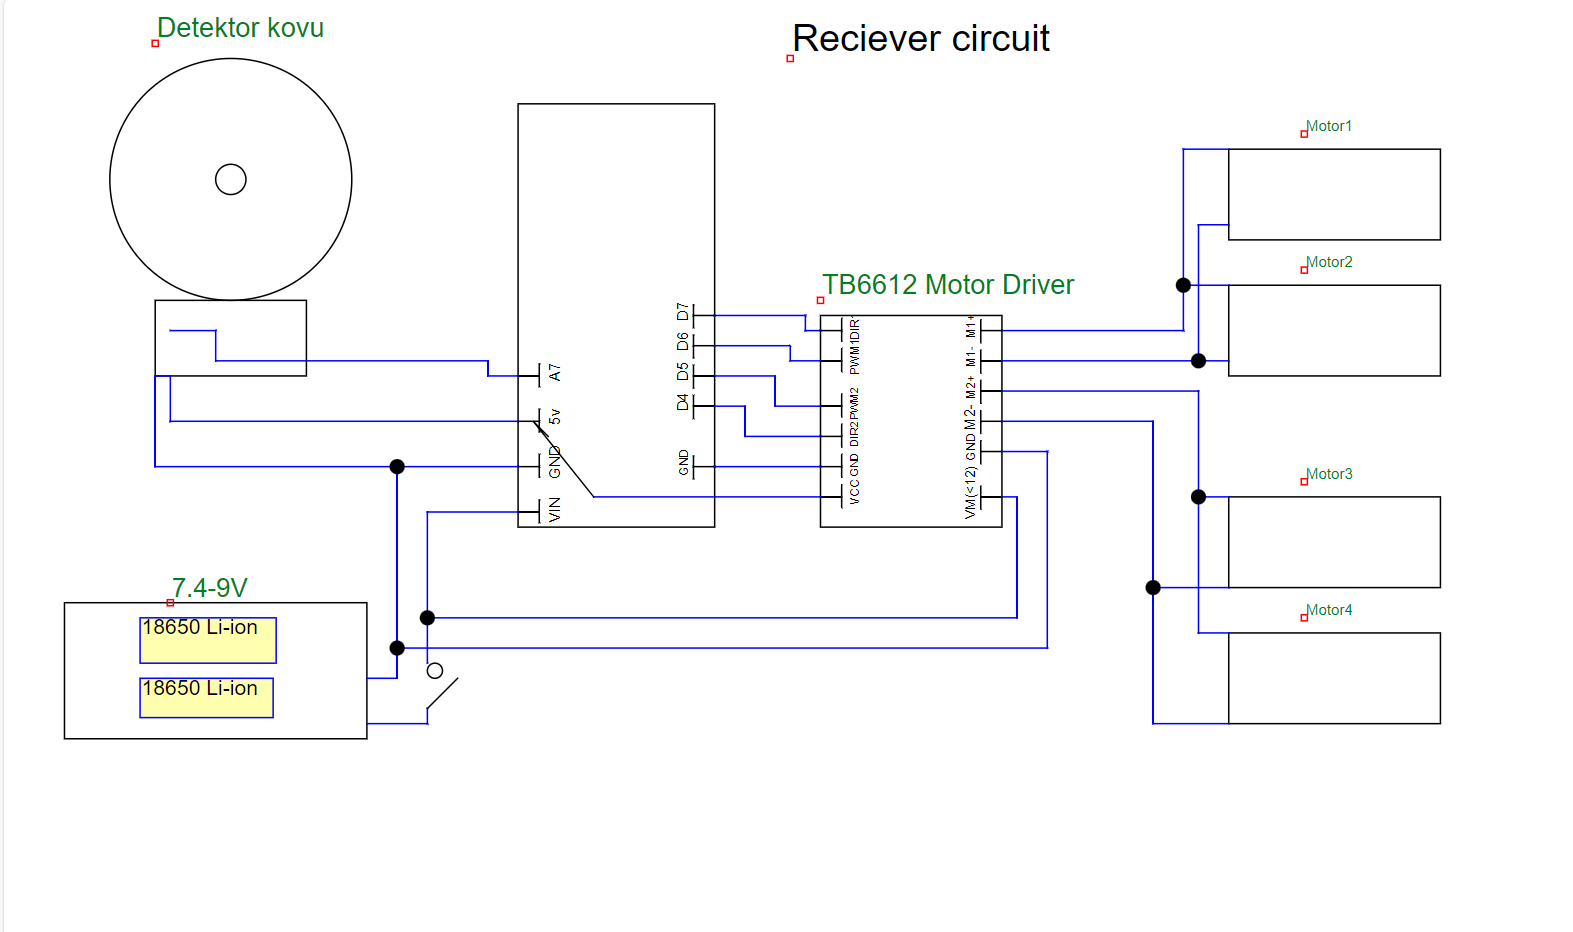 Detektor kovu
Reciever circuit
Motor1
Motor2
TB6612 Motor Driver
D7
D6
D5
D4
GND
A7
5v
GND
VIN
DIR1
PWM1
PWM2
DIR2
GND
VCC
M1+
M1-
M2+
M2-
GND
VM(<12)
Motor3
Motor4
7.4-9V
18650 Li-ion
18650 Li-ion